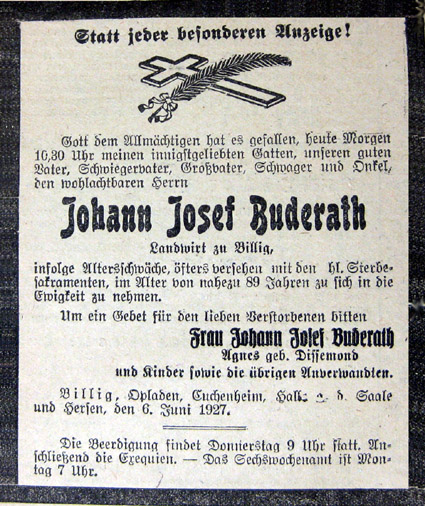 Statt jeder besonderen Anzeige!
Gott dem Allmächtigen hat es gefallen, heute Morgen
10,30 Uhr meinen innigstgeliebten Gatten, unseren guten
Vater, Schwiegervater, Großvater, Schwager und Onkel,
den wohlachtbaren Herrn
Johann Josef Buderath
Landwirt zu Billig,
infolge Altersschwäche, öfters versehen mit den hl. Sterbe-
sakramenten, im Alter von nahezu 89 Jahren zu sich in die
Ewigkeit zu nehmen.
Um ein Gebet für den lieben Verstorbenen bitten
Frau Johann Josef Buderath
Agnes geb. Dissemond
und Kinder sowie die übrigen Anverwandten.
Billig, Opladen, Cuchenheim, Halle a. d. Saale
und Hersen, den 6. Juni 1927.
Die Beerdigung findet Donnerstag 9 Uhr statt. An-
schließend die Exequien. — Das Sechswochenamt ist Mon-
tag 7 Uhr.